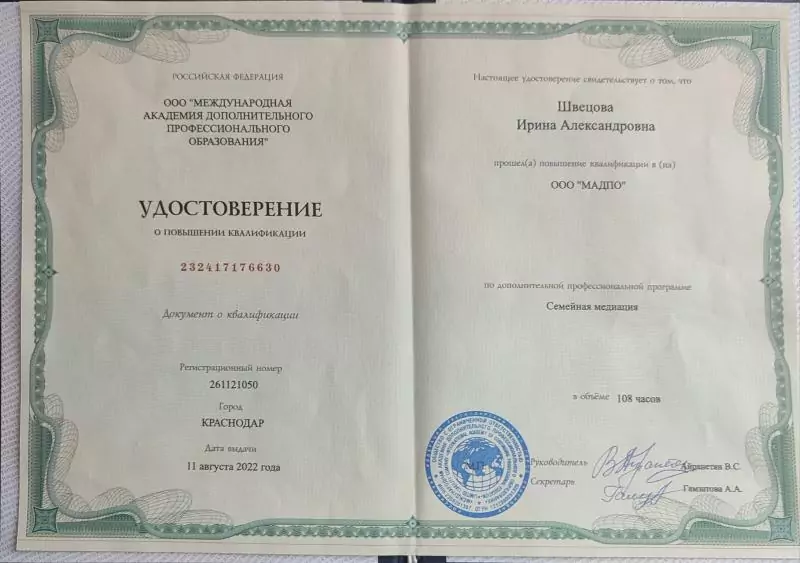 РОССИЙСКАЯ ФЕДЕРАЦИЯ
ООО "МЕЖДУНАРОДНАЯ
АКАДЕМИЯ ДОПОЛНИТЕЛЬНОГО
ПРОФЕССИОНАЛЬНОГО
ОБРАЗОВАНИЯ"
УДОСТОВЕРЕНИЕ
О ПОВЫШЕНИИ КВАЛИФИКАЦИИ
232417176630
Документ о квалификации
Регистрационный номер
261121050
Город
КРАСНОДАР
Дата выдачи
11 августа 2022 года
Настоящее удостоверение свидетельствует о том, что
Швецова
Ирина Александровна
прошел(а) повышение квалификации в (на)
ООО "МАДПО"
по дополнительной профессиональной программе
Семейная медиация
в объёме 108 часов
Руководитель
Айрапетян В.С.
Секретарь
Гамытова А.А.